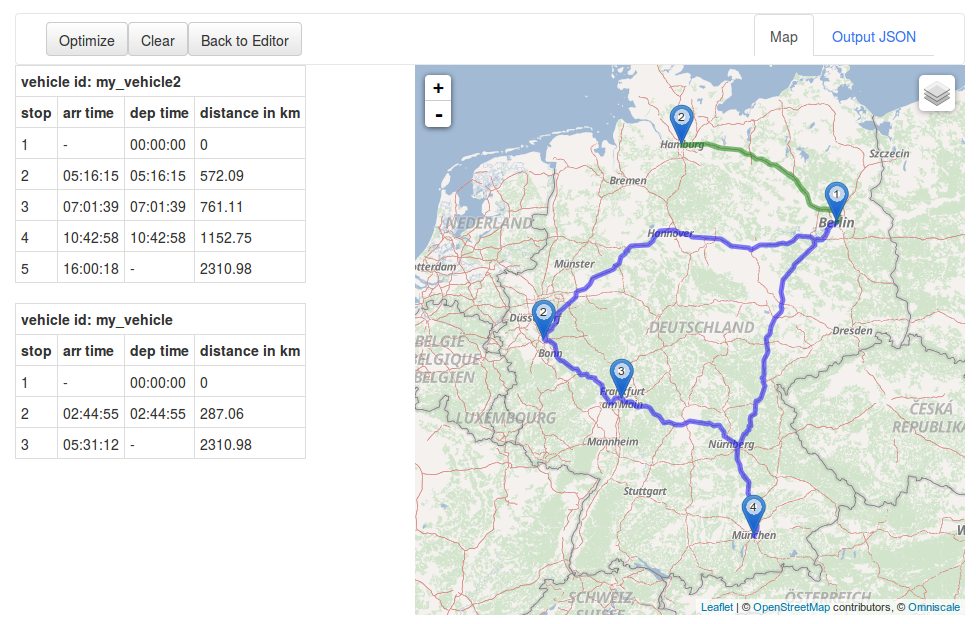 Optimize Clear Back to Editor Map Output JSON
vehicle id: my_vehicle2
stop arr time dep time distance in km
1 - 00:00:00 0
2 05:16:15 05:16:15 572.09
3 07:01:39 07:01:39 761.11
4 10:42:58 10:42:58 1152.75
5 16:00:18 - 2310.98
vehicle id: my_vehicle
stop arr time dep time distance in km
1 - 00:00:00 0
2 02:44:55 02:44:55 287.06
3 05:31:12 - 2310.98
+
-
2
Hamburg
Szczecin
Bremen
1
Berlin
NEDERLAND
Hannover
otterdam
Münster
2
DEUTSCHLAND
Dresden
BELGIE
BELGIQUE
BELGIEN
Bonn
3
Frankfurt
am Main
LUXEMBOURG
ČESKÁ
REPUBLIKA
Mannheim
Nürnberg
Stuttgart
4
München
SCHWEIZ,
SUISSE
ÖSTERREICH
Leaflet | © OpenStreetMap contributors, © Omniscale